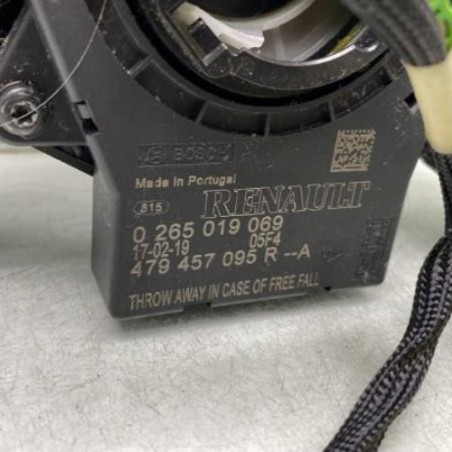 BOSCH
Made in Portugal
815
RENAULT
0 265 019 069
17-02-19 05F4
479 457 095 R --A
THROW AWAY IN CASE OF FREE FALL